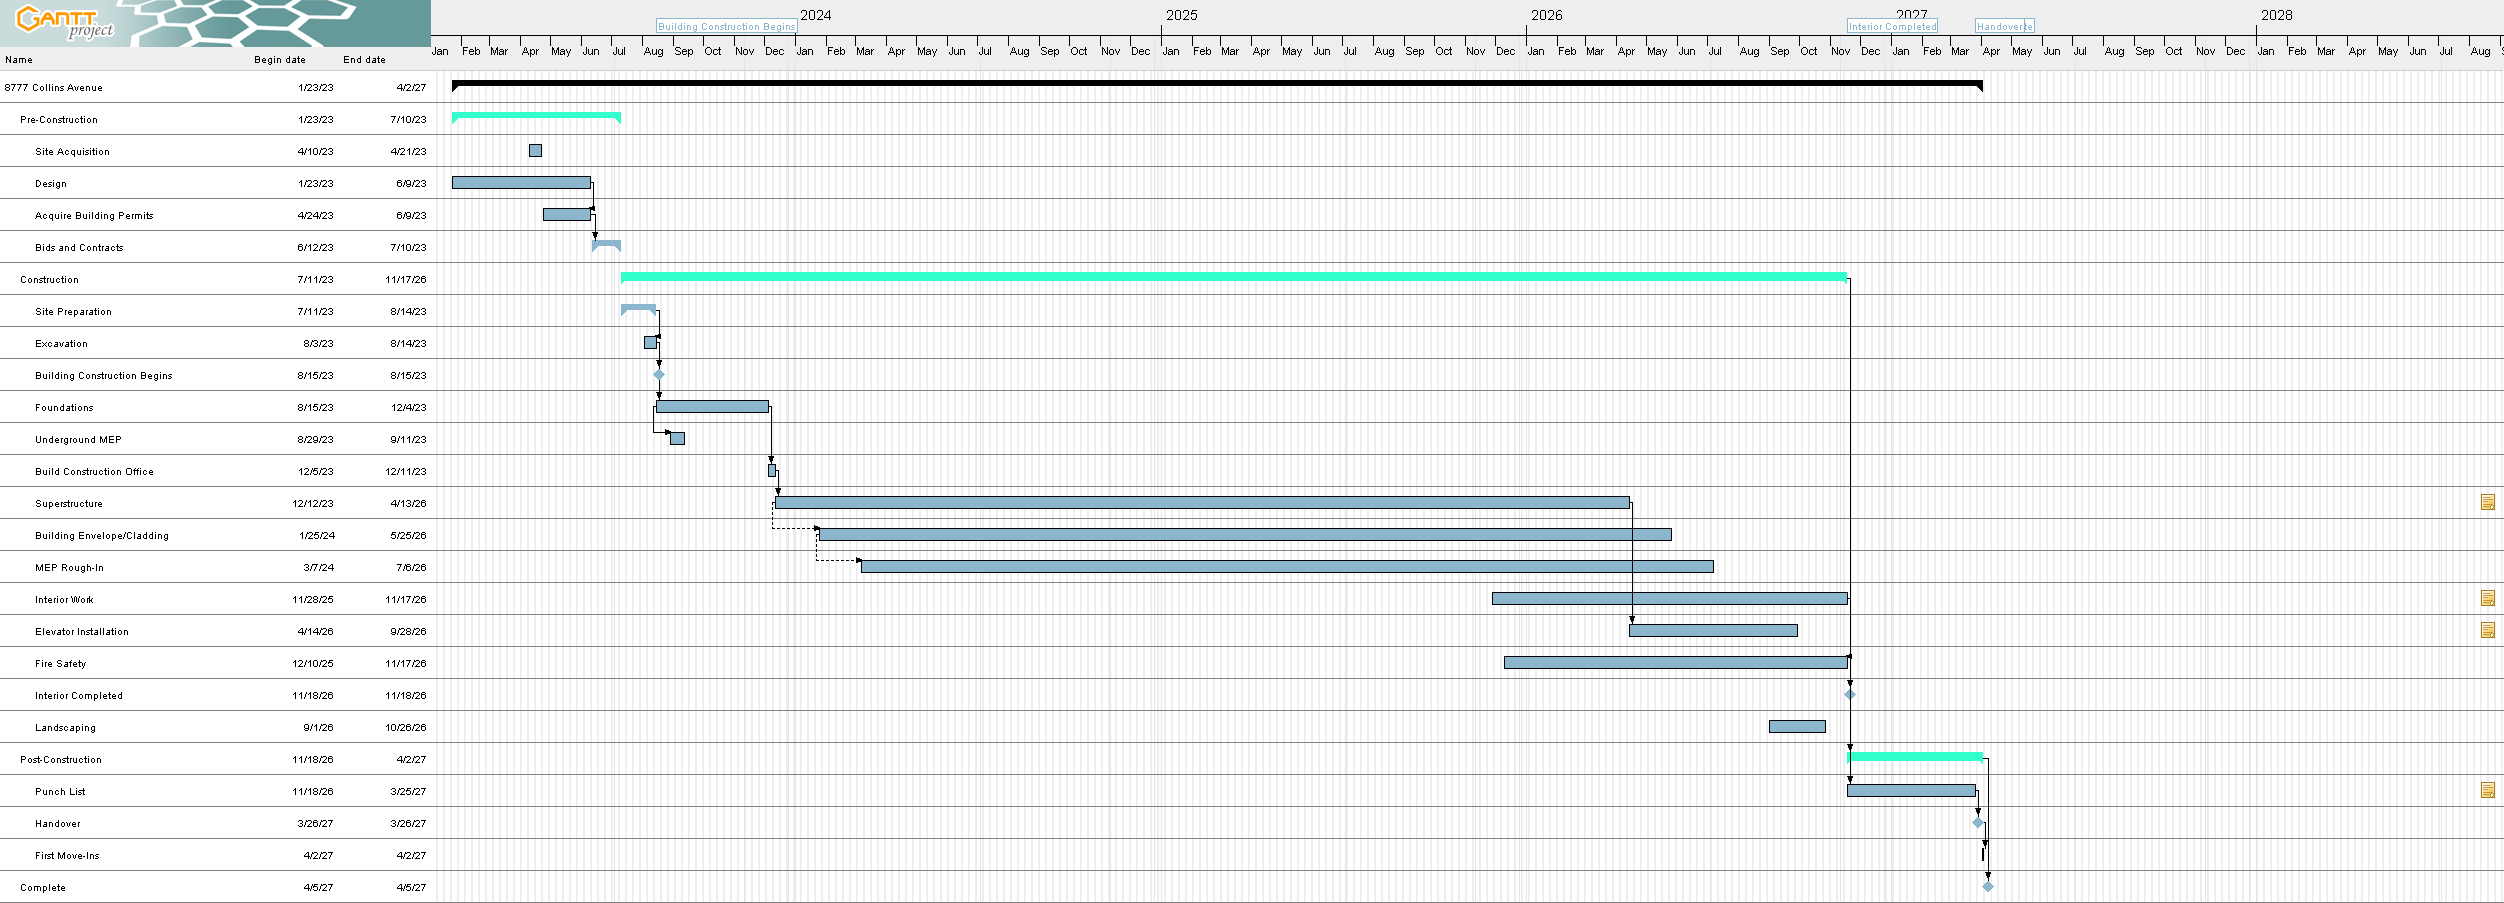 GANTT
project
2024 2025 2026 2027 2028
Building Construction Begins Interior Completed Handover
Jan Feb Mar Apr May Jun Jul Aug Sep Oct Nov Dec Jan Feb Mar Apr May Jun Jul Aug Sep Oct Nov Dec Jan Feb Mar Apr May Jun Jul Aug Sep Oct Nov Dec Jan Feb Mar Apr May Jun Jul Aug Sep Oct Nov Dec Jan Feb Mar Apr May Jun Jul Aug Sep Oct Nov Dec Jan Feb Mar Apr May Jun Jul Aug
Name Begin date End date
8777 Collins Avenue 1/23/23 4/2/27
Pre-Construction 1/23/23 7/10/23
Site Acquisition 4/10/23 4/21/23
Design 1/23/23 6/9/23
Acquire Building Permits 4/24/23 6/9/23
Bids and Contracts 6/12/23 7/10/23
Construction 7/11/23 11/17/26
Site Preparation 7/11/23 8/14/23
Excavation 8/3/23 8/14/23
Building Construction Begins 8/15/23 8/15/23
Foundations 8/15/23 12/4/23
Underground MEP 8/29/23 9/11/23
Build Construction Office 12/5/23 12/11/23
Superstructure 12/12/23 4/13/26
Building Envelope/Cladding 1/25/24 5/25/26
MEP Rough-In 3/7/24 7/6/26
Interior Work 11/28/25 11/17/26
Elevator Installation 4/14/26 9/28/26
Fire Safety 12/10/25 11/17/26
Interior Completed 11/18/26 11/18/26
Landscaping 9/1/26 10/26/26
Post-Construction 11/18/26 4/2/27
Punch List 11/18/26 3/25/27
Handover 3/26/27 3/26/27
First Move-Ins 4/2/27 4/2/27
Complete 4/5/27 4/5/27